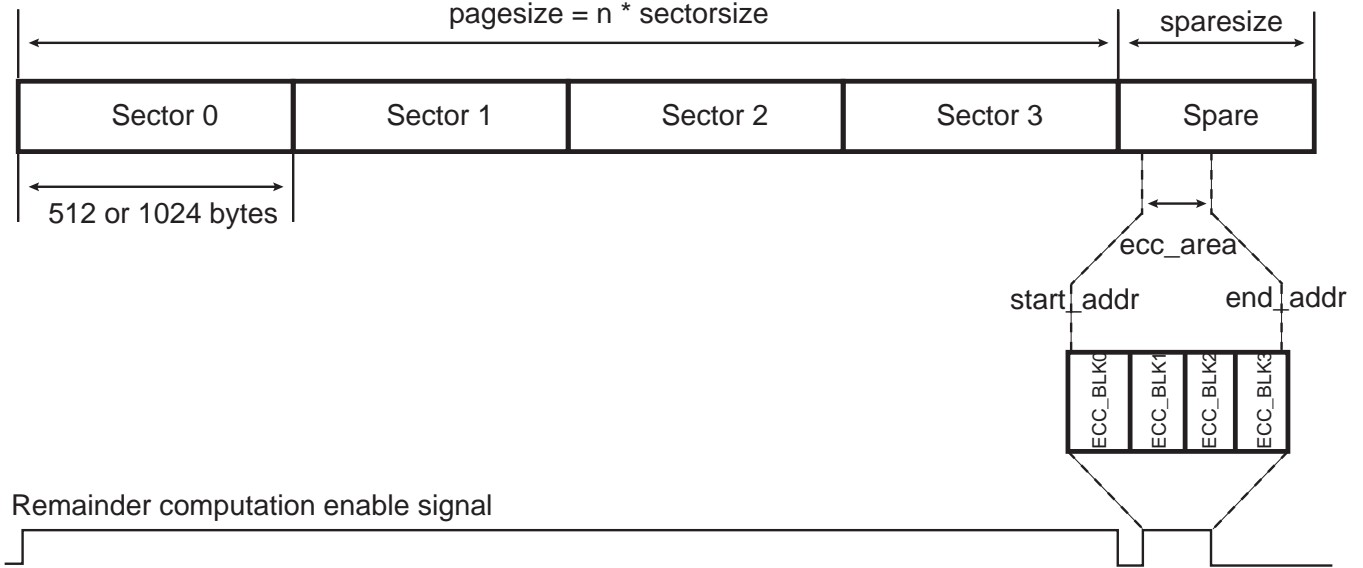 pagesize = n * sectorsize
sparesize
Sector 0
Sector 1
Sector 2
Sector 3
Spare
512 or 1024 bytes
ecc_area
start_addr
end_addr
ECC_BLK0
ECC_BLK1
ECC_BLK2
ECC_BLK3
Remainder computation enable signal